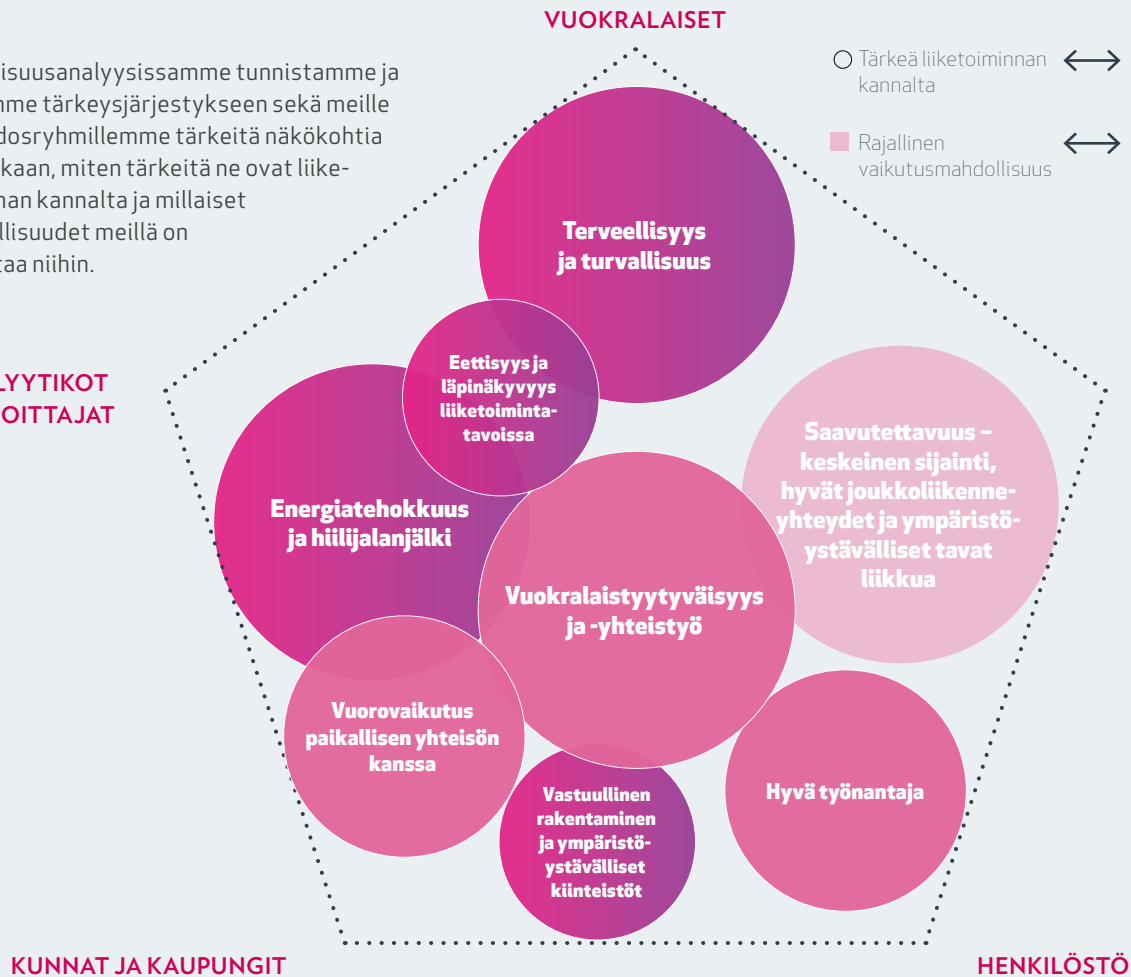 VUOKRALAISET
isuusanalyysissamme tunnistamme ja
nme tärkeysjärjestykseen sekä meille
dosryhmillemme tärkeitä näkökohtia
kaan, miten tärkeitä ne ovat liike-
nan kannalta ja millaiset
llisuudet meillä on
taa niihin.
Tärkeä liiketoiminnan
kannalta
Rajallinen
vaikutusmahdollisuus
Terveellisyys
ja turvallisuus
LYYTIKOT
OITTAJAT
Eettisyys ja
läpinäkyvyys
liiketoiminta-
tavoissa
Saavutettavuus –
keskeinen sijainti,
hyvät joukkoliikenne-
yhteydet ja ympäristö-
ystävälliset tavat
liikkua
Energiatehokkuus
ja hiilijalanjälki
Vuokralaistyytyväisyys
ja -yhteistyö
Vuorovaikutus
paikallisen yhteisön
kanssa
Hyvä työnantaja
Vastuullinen
rakentaminen
ja ympäristö-
ystävälliset
kiinteistöt
KUNNAT JA KAUPUNGIT
HENKILÖSTÖ